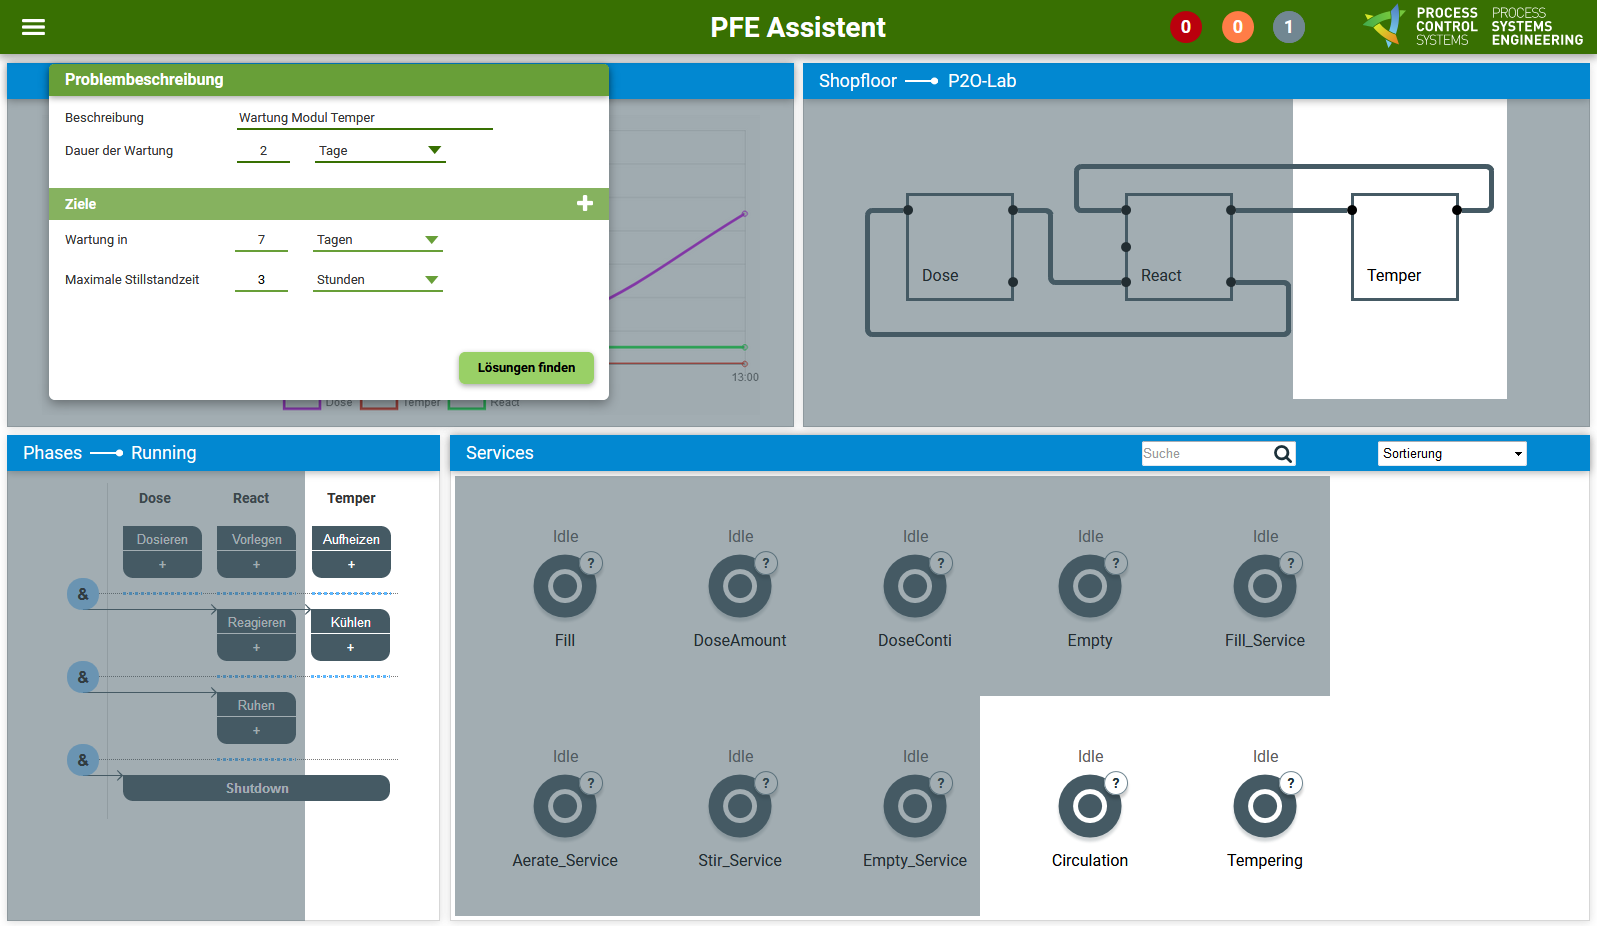 PFE Assistent
0
0
1
PROCESS CONTROL SYSTEMS
PROCESS SYSTEMS ENGINEERING
Problembeschreibung
Beschreibung
Wartung Modul Temper
Dauer der Wartung
2
Tage
Ziele
Wartung in
7
Tagen
Maximale Stillstandzeit
3
Stunden
Lösungen finden
13:00
Dose
Temper
React
Shopfloor
P2O-Lab
Dose
React
Temper
Phases
Running
Dose
React
Temper
Dosieren
Vorlegen
Aufheizen
+
+
+
&
Reagieren
Kühlen
+
+
&
Ruhen
+
&
Shutdown
Services
Suche
Sortierung
Idle
Idle
Idle
Idle
Idle
?
?
?
?
?
Fill
DoseAmount
DoseConti
Empty
Fill_Service
Idle
Idle
Idle
Idle
Idle
?
?
?
?
?
Aerate_Service
Stir_Service
Empty_Service
Circulation
Tempering